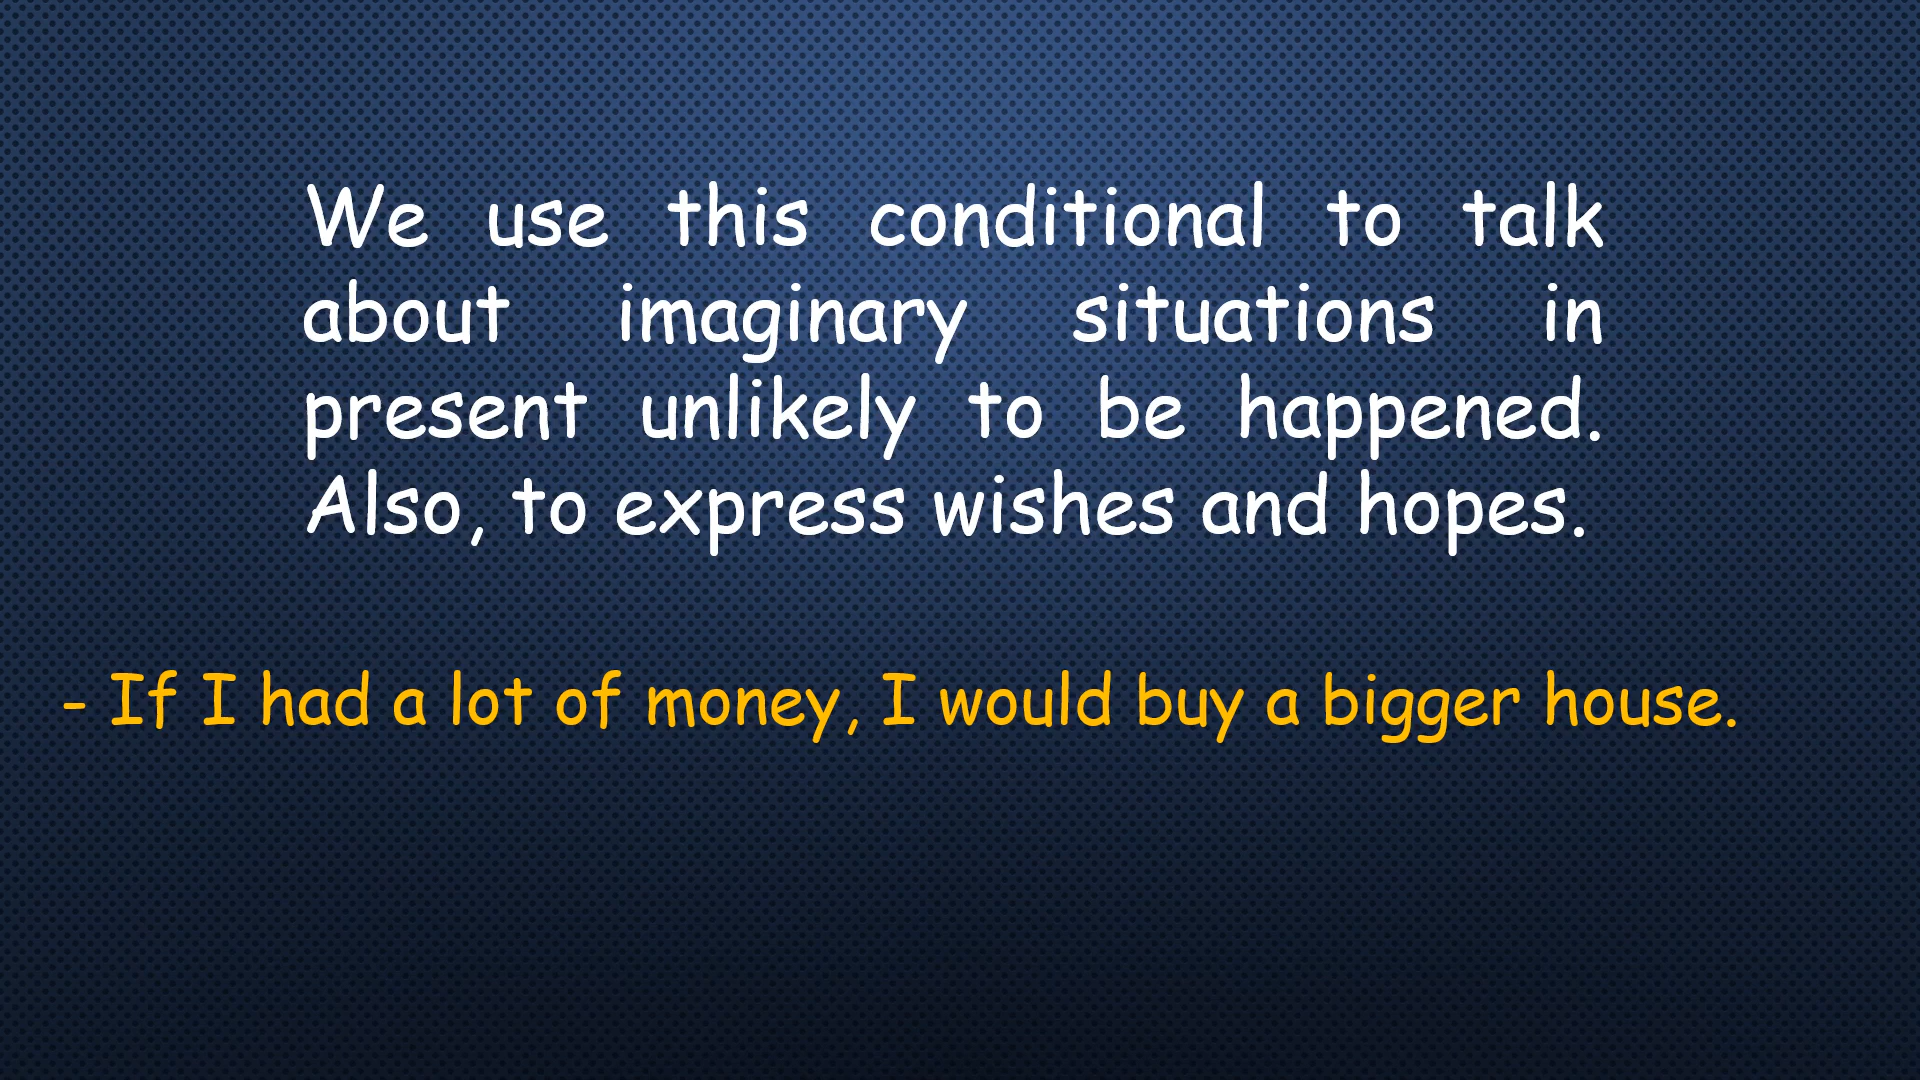 We use this conditional to talk
about imaginary situations in
present unlikely to be happened.
Also, to express wishes and hopes.
- If I had a lot of money, I would buy a bigger house.